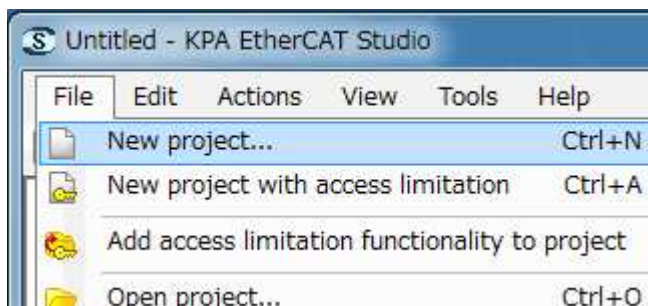 Untitled - KPA EtherCAT Studio
File Edit Actions View Tools Help
New project... Ctrl+N
New project with access limitation Ctrl+A
Add access limitation functionality to project
Open project... Ctrl+O